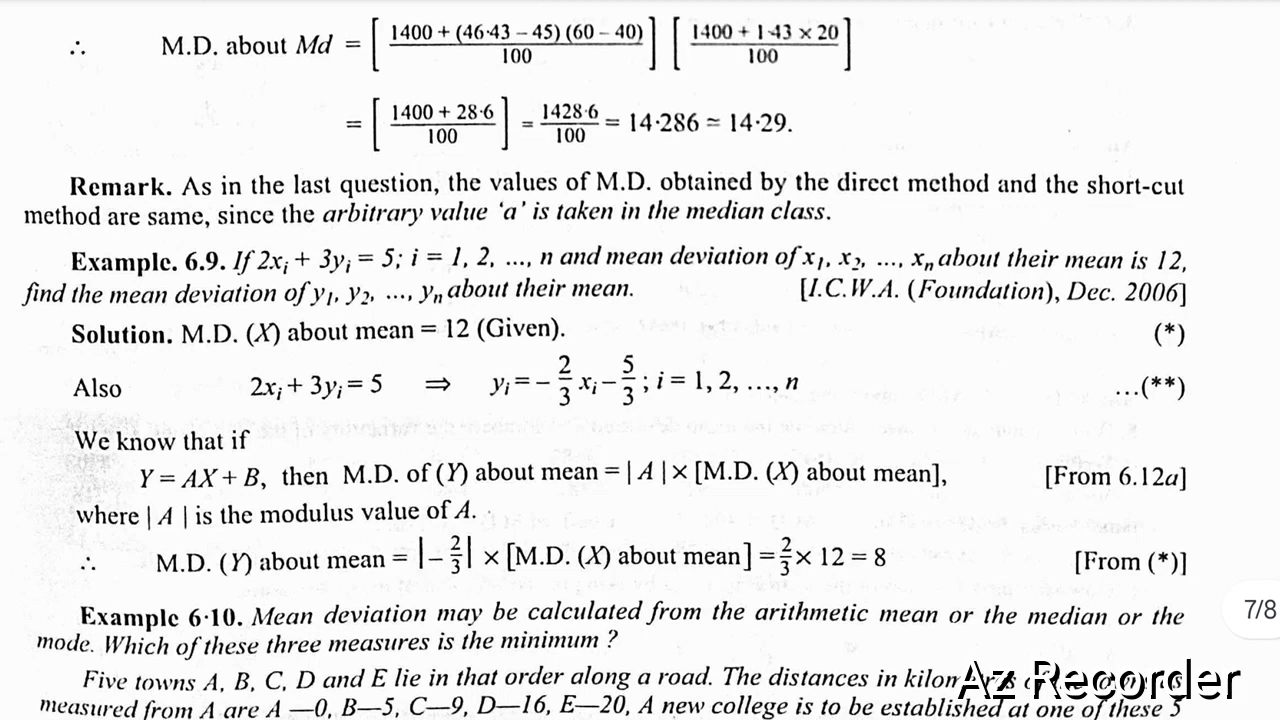 ∴ M.D. about Md = [ 1400 + (46·43 – 45) (60 – 40) / 100 ] [ 1400 + 1·43 × 20 / 100 ]
= [ 1400 + 28·6 / 100 ] = 1428·6 / 100 = 14·286 ≃ 14·29.
Remark. As in the last question, the values of M.D. obtained by the direct method and the short-cut
method are same, since the arbitrary value ‘a’ is taken in the median class.
Example. 6.9. If 2xᵢ + 3yᵢ = 5; i = 1, 2, ..., n and mean deviation of x₁, x₂, ..., xₙ about their mean is 12,
find the mean deviation of y₁, y₂, ..., yₙ about their mean. [I.C.W.A. (Foundation), Dec. 2006]
Solution. M.D. (X) about mean = 12 (Given). (*)
Also 2xᵢ + 3yᵢ = 5 ⇒ yᵢ = – 2/3 xᵢ – 5/3 ; i = 1, 2, ..., n ...(**)
We know that if
Y = AX + B, then M.D. of (Y) about mean = | A | × [M.D. (X) about mean], [From 6.12a]
where | A | is the modulus value of A.
∴ M.D. (Y) about mean = | – 2/3 | × [M.D. (X) about mean] = 2/3 × 12 = 8 [From (*)]
Example 6·10. Mean deviation may be calculated from the arithmetic mean or the median or the
mode. Which of these three measures is the minimum ?
7/8
Five towns A, B, C, D and E lie in that order along a road. The distances in
measured from A are A —0, B—5, C—9, D—16, E—20, A new college is to be established at one of these 5
Az Recorder